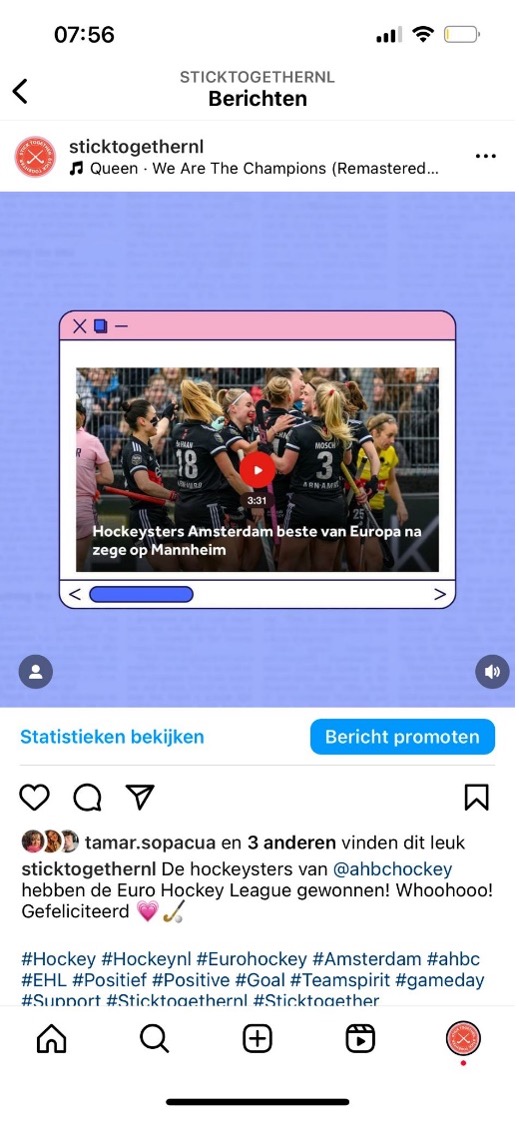 07:56
STICKTOGETHERNL
Berichten
sticktogethernl
Queen · We Are The Champions (Remastered...
DE HAAN
18
MOSCH
3
25
3:31
Hockeysters Amsterdam beste van Europa na
zege op Mannheim
Statistieken bekijken
Bericht promoten
tamar.sopacua en 3 anderen vinden dit leuk
sticktogethernl De hockeysters van @ahbchockey
hebben de Euro Hockey League gewonnen! Whoohooo!
Gefeliciteerd 💗🏑
#Hockey #Hockeynl #Eurohockey #Amsterdam #ahbc
#EHL #Positief #Positive #Goal #Teamspirit #gameday
#Support #Sticktogethernl #Sticktogether